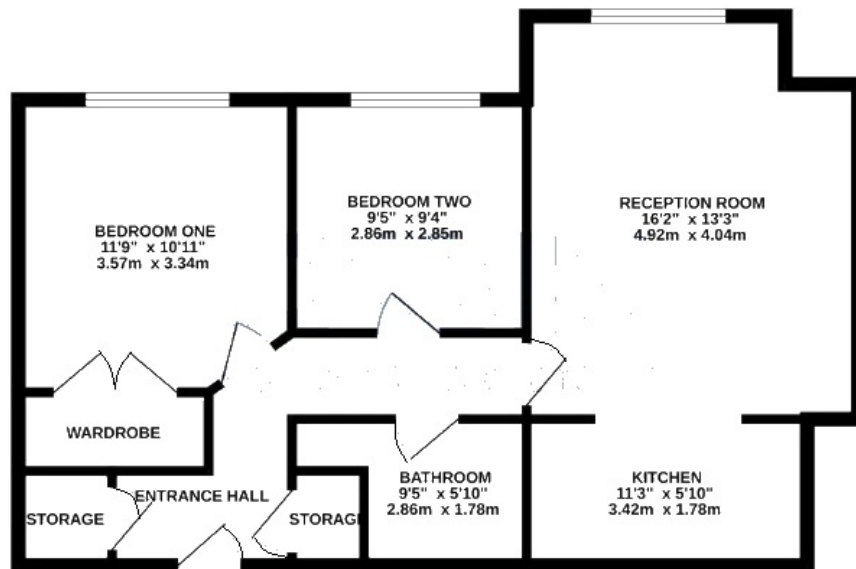 BEDROOM ONE
11'9" x 10'11"
3.57m x 3.34m
BEDROOM TWO
9'5" x 9'4"
2.86m x 2.85m
RECEPTION ROOM
16'2" x 13'3"
4.92m x 4.04m
WARDROBE
STORAGE
ENTRANCE HALL
STORAGE
BATHROOM
9'5" x 5'10"
2.86m x 1.78m
KITCHEN
11'3" x 5'10"
3.42m x 1.78m